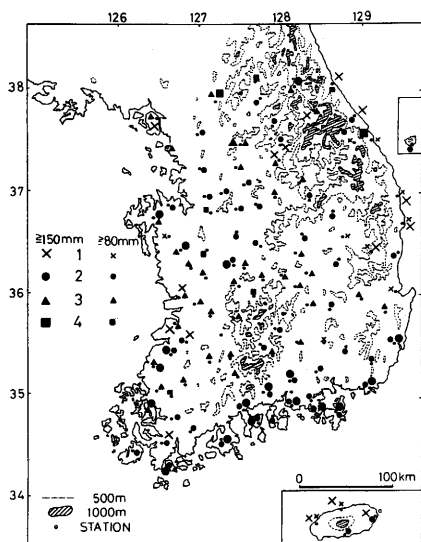 126 127 128 129
38
37
36
35
34
≧150mm ≧80mm
× 1 ×
● 2 ●
▲ 3 ▲
■ 4 ■
0 100km
500m
1000m
STATION